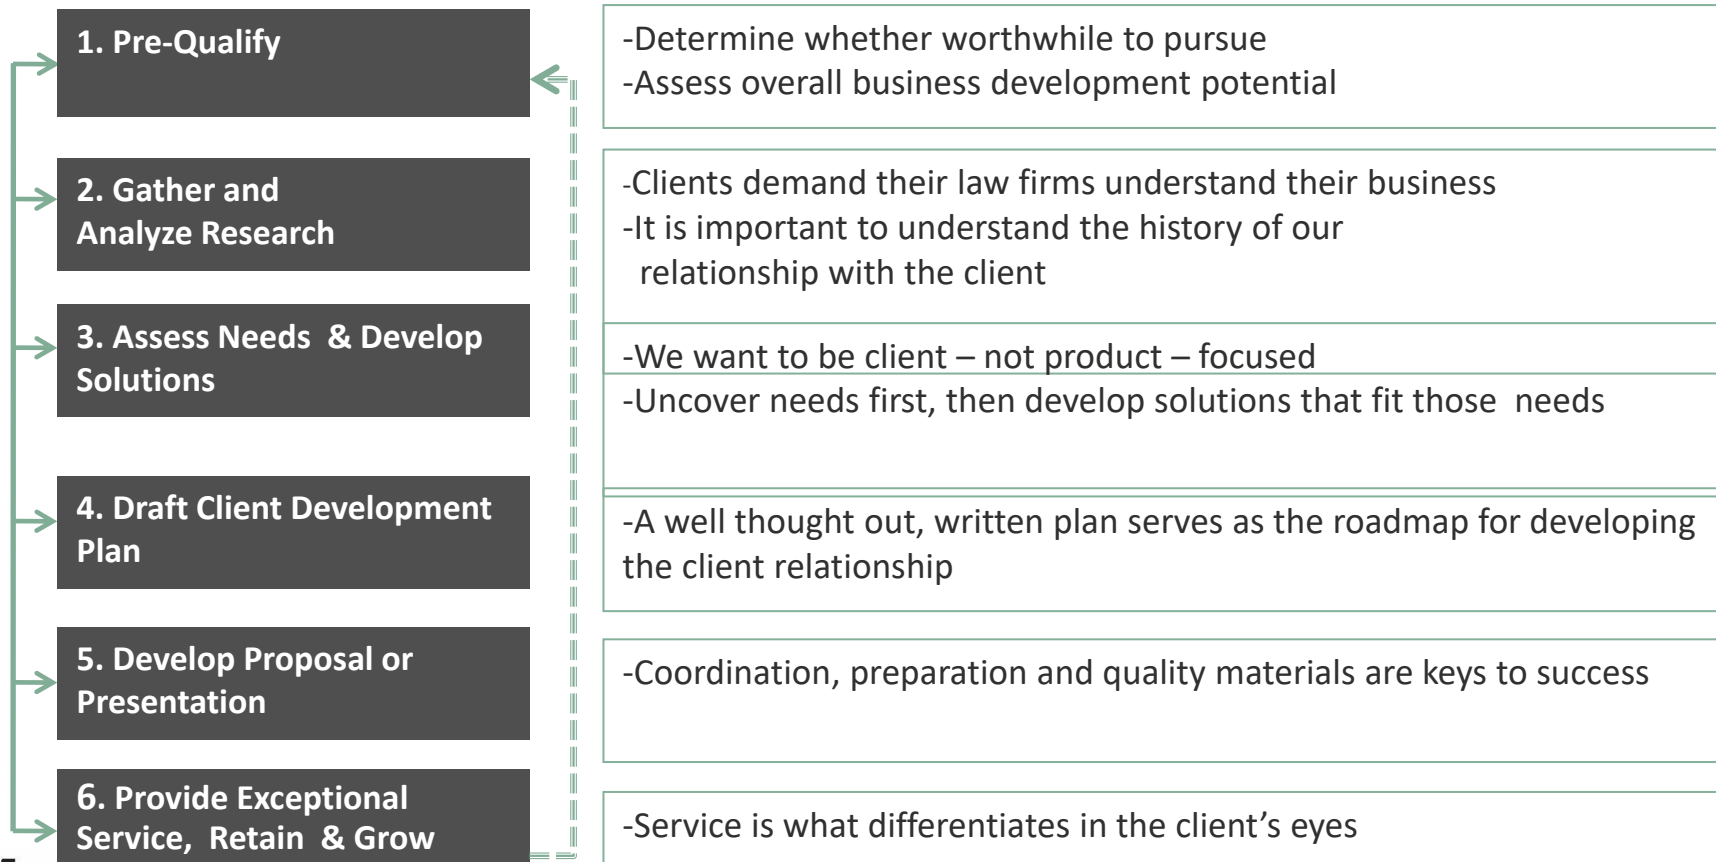 1. Pre-Qualify
-Determine whether worthwhile to pursue
-Assess overall business development potential
2. Gather and
Analyze Research
-Clients demand their law firms understand their business
-It is important to understand the history of our
relationship with the client
3. Assess Needs  & Develop
Solutions
-We want to be client – not product – focused
-Uncover needs first, then develop solutions that fit those  needs
4. Draft Client Development
Plan
-A well thought out, written plan serves as the roadmap for developing
the client relationship
5. Develop Proposal or
Presentation
-Coordination, preparation and quality materials are keys to success
6. Provide Exceptional
Service,  Retain  & Grow
-Service is what differentiates in the client’s eyes